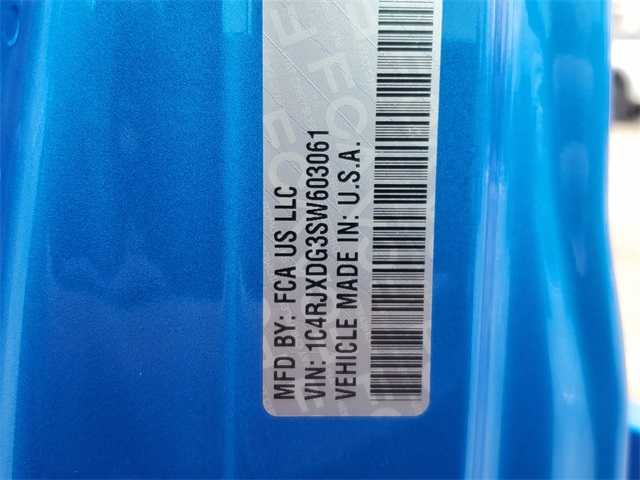 MFD BY: FCA US LLC
VIN: 1C4RJXDG3SW603061
VEHICLE MADE IN: U.S.A.